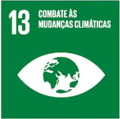 13 COMBATE ÀS
MUDANÇAS CLIMÁTICAS